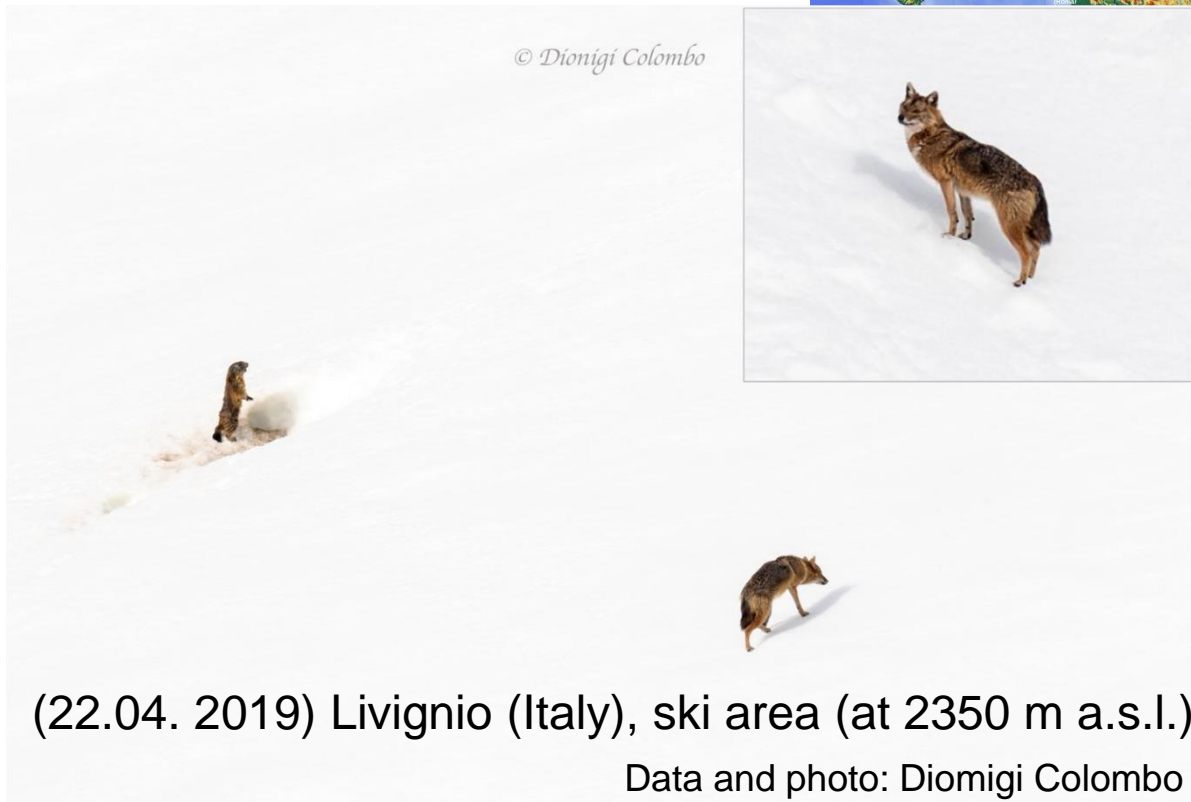 © Dionigi Colombo
(22.04. 2019) Livignio (Italy), ski area (at 2350 m a.s.l.)
Data and photo: Diomigi Colombo